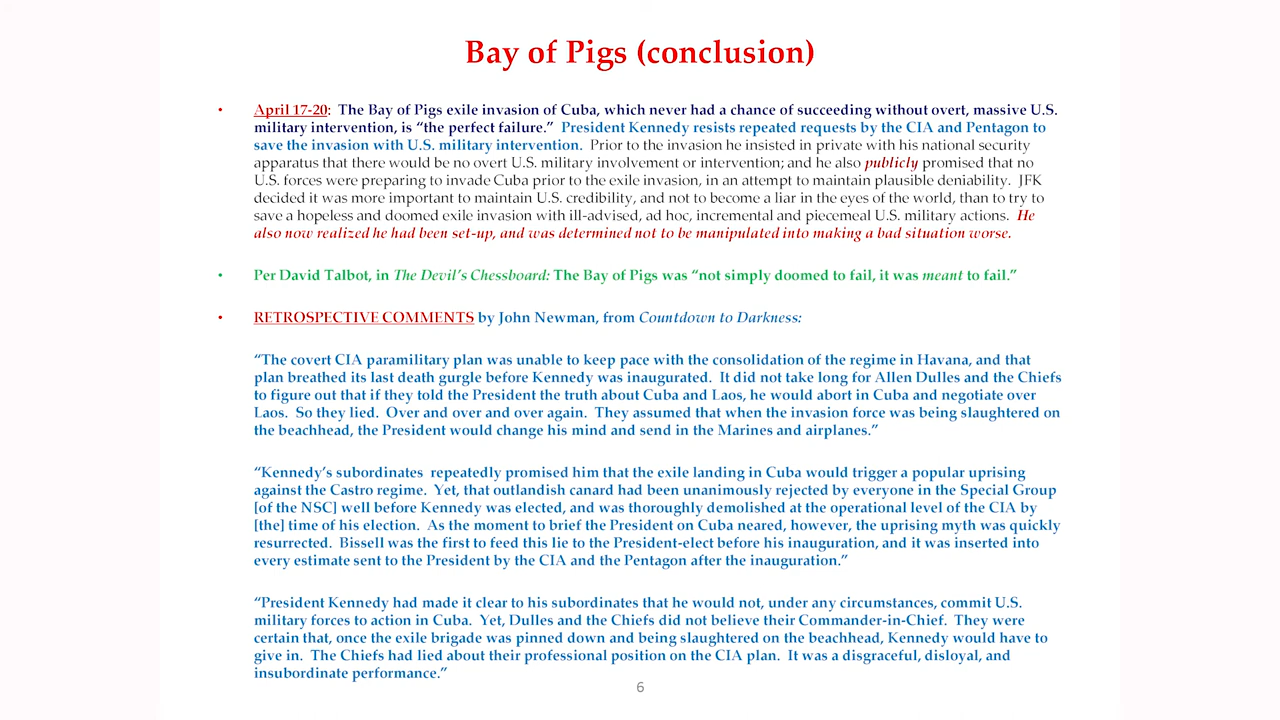 Bay of Pigs (conclusion)
• April 17-20: The Bay of Pigs exile invasion of Cuba, which never had a chance of succeeding without overt, massive U.S.
military intervention, is “the perfect failure.” President Kennedy resists repeated requests by the CIA and Pentagon to
save the invasion with U.S. military intervention. Prior to the invasion he insisted in private with his national security
apparatus that there would be no overt U.S. military involvement or intervention; and he also publicly promised that no
U.S. forces were preparing to invade Cuba prior to the exile invasion, in an attempt to maintain plausible deniability. JFK
decided it was more important to maintain U.S. credibility, and not to become a liar in the eyes of the world, than to try to
save a hopeless and doomed exile invasion with ill-advised, ad hoc, incremental and piecemeal U.S. military actions. He
also now realized he had been set-up, and was determined not to be manipulated into making a bad situation worse.
• Per David Talbot, in The Devil’s Chessboard: The Bay of Pigs was “not simply doomed to fail, it was meant to fail.”
• RETROSPECTIVE COMMENTS by John Newman, from Countdown to Darkness:
“The covert CIA paramilitary plan was unable to keep pace with the consolidation of the regime in Havana, and that
plan breathed its last death gurgle before Kennedy was inaugurated. It did not take long for Allen Dulles and the Chiefs
to figure out that if they told the President the truth about Cuba and Laos, he would abort in Cuba and negotiate over
Laos. So they lied. Over and over and over again. They assumed that when the invasion force was being slaughtered on
the beachhead, the President would change his mind and send in the Marines and airplanes.”
“Kennedy’s subordinates repeatedly promised him that the exile landing in Cuba would trigger a popular uprising
against the Castro regime. Yet, that outlandish canard had been unanimously rejected by everyone in the Special Group
[of the NSC] well before Kennedy was elected, and was thoroughly demolished at the operational level of the CIA by
[the] time of his election. As the moment to brief the President on Cuba neared, however, the uprising myth was quickly
resurrected. Bissell was the first to feed this lie to the President-elect before his inauguration, and it was inserted into
every estimate sent to the President by the CIA and the Pentagon after the inauguration.”
“President Kennedy had made it clear to his subordinates that he would not, under any circumstances, commit U.S.
military forces to action in Cuba. Yet, Dulles and the Chiefs did not believe their Commander-in-Chief. They were
certain that, once the exile brigade was pinned down and being slaughtered on the beachhead, Kennedy would have to
give in. The Chiefs had lied about their professional position on the CIA plan. It was a disgraceful, disloyal, and
insubordinate performance.”
6